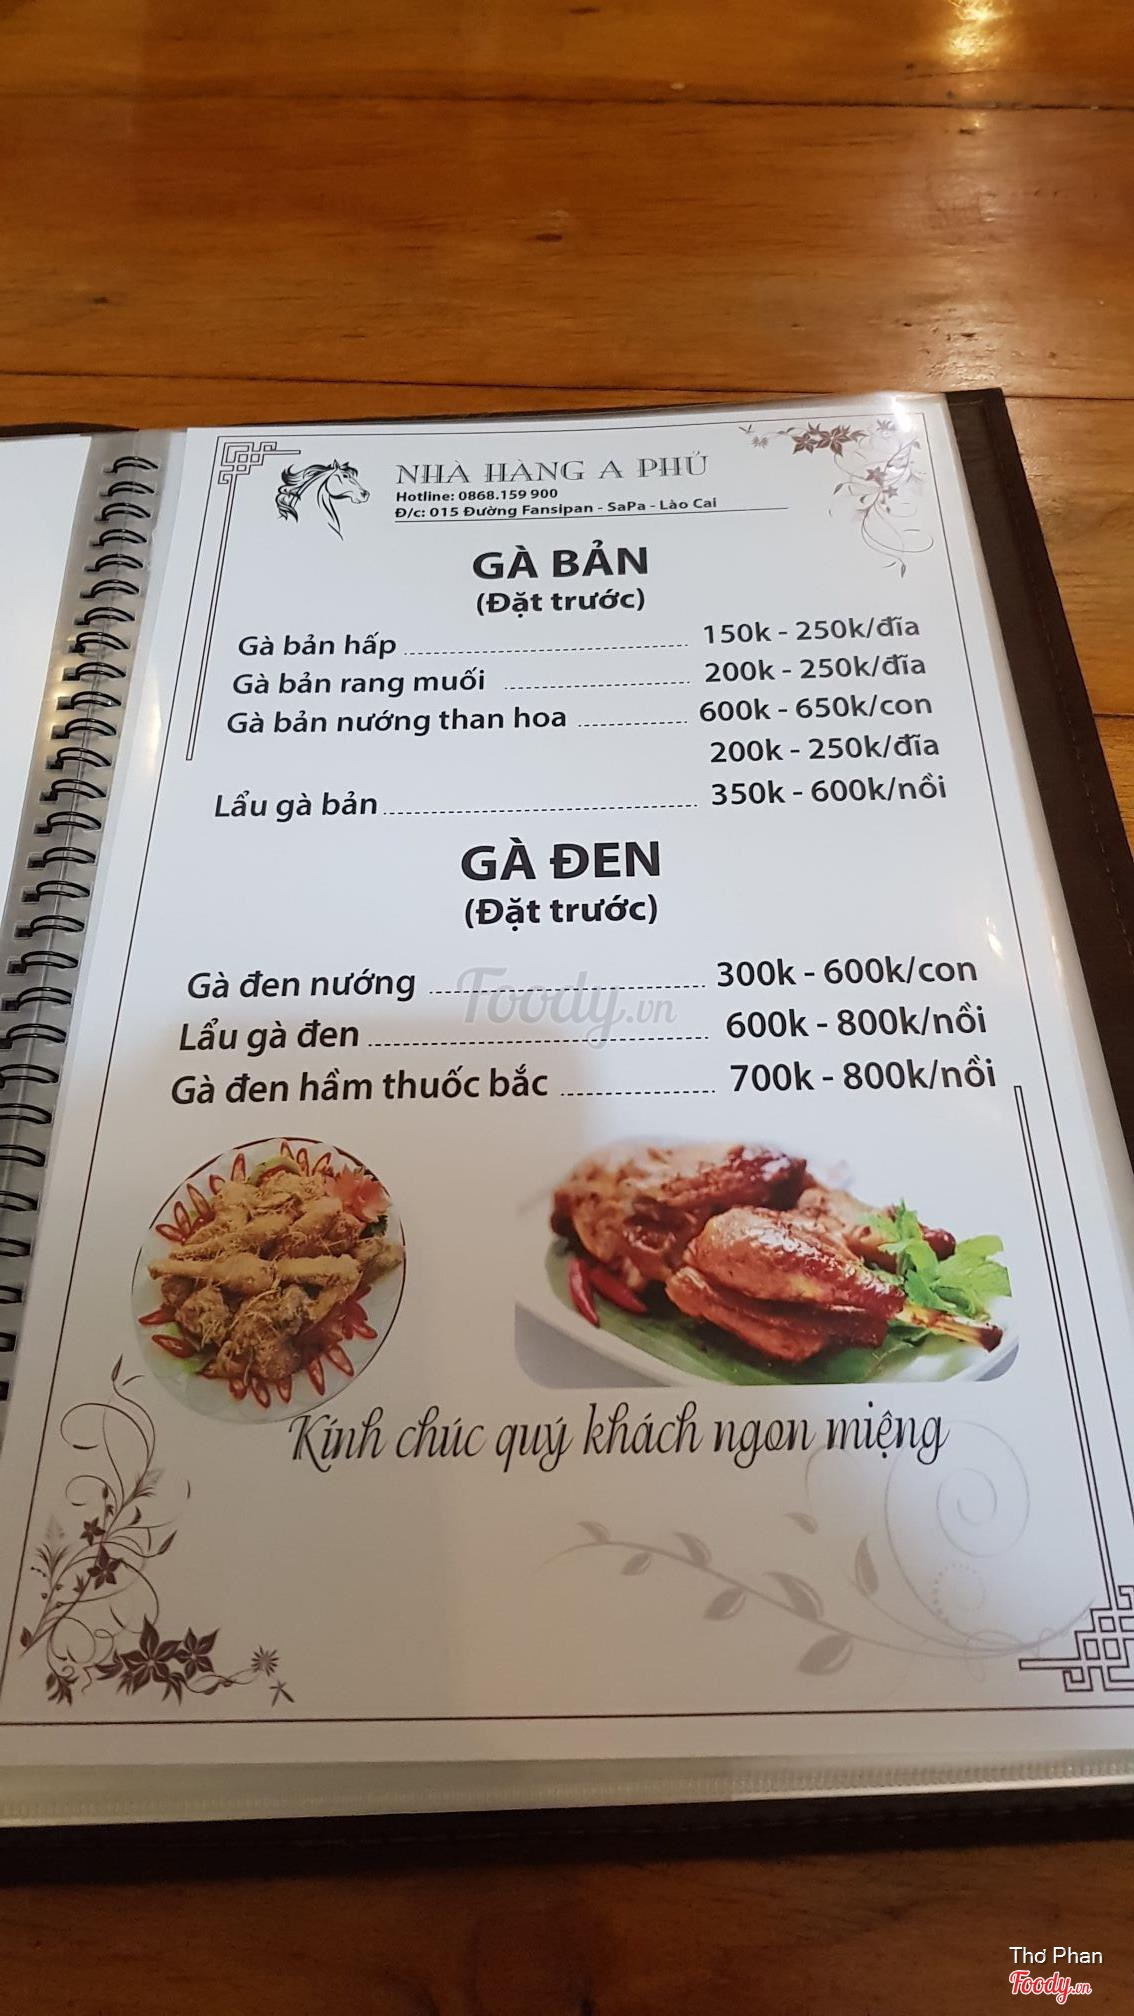 NHÀ HÀNG A PHỦ
Hotline: 0868.159 900
Đ/c: 015 Đường Fansipan - SaPa - Lào Cai
GÀ BẢN
(Đặt trước)
Gà bản hấp 150k - 250k/đĩa
Gà bản rang muối 200k - 250k/đĩa
Gà bản nướng than hoa 600k - 650k/con
200k - 250k/đĩa
Lẩu gà bản 350k - 600k/nồi
GÀ ĐEN
(Đặt trước)
Gà đen nướng 300k - 600k/con
Foody.vn
Lẩu gà đen 600k - 800k/nồi
Gà đen hầm thuốc bắc 700k - 800k/nồi
Kính chúc quý khách ngon miệng
Thơ Phan
Foody.vn